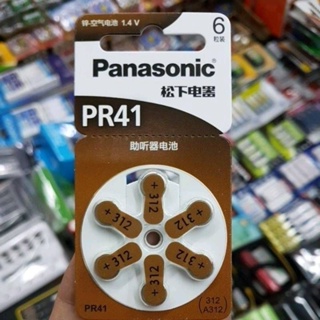 锌-空气电池 1.4 V
6
粒装
Panasonic
松下电器
PR41
助听器电池
+ 312
+ 312
+ 312
+ 312
+ 312
+ 312
PR41
312
A312